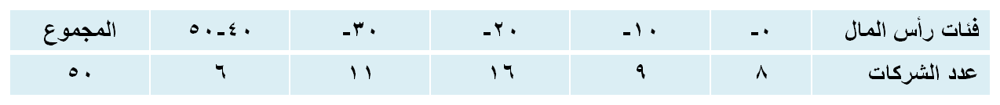 فئات رأس المال ٠- ١٠- ٢٠- ٣٠- ٤٠-٥٠ المجموع
عدد الشركات ٨ ٩ ١٦ ١١ ٦ ٥٠